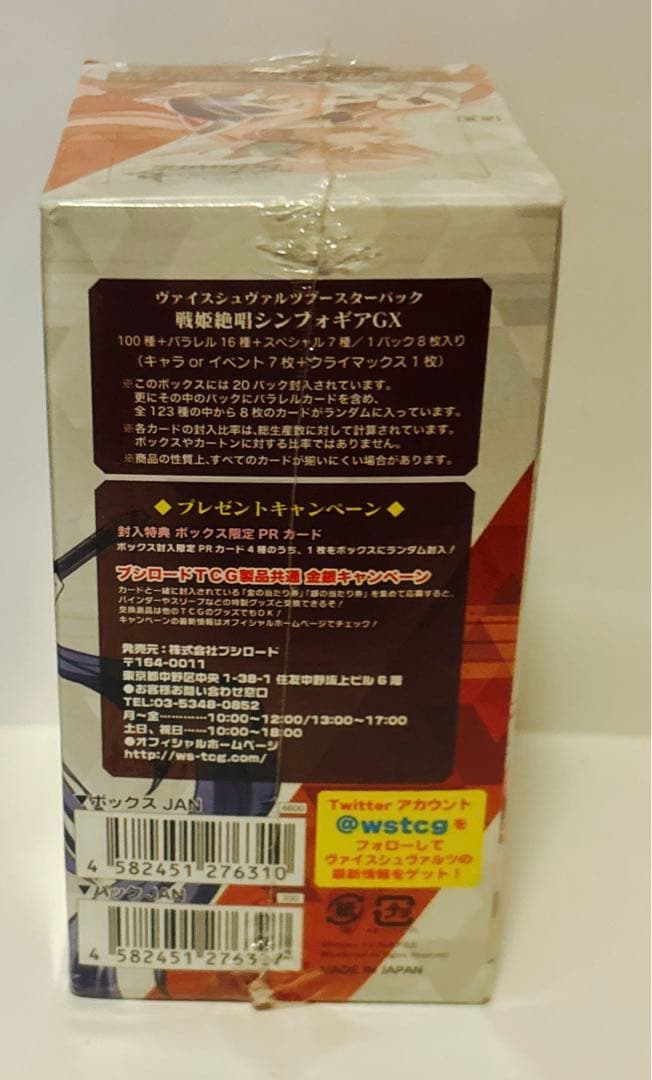 ヴァイスシュヴァルツブースターパック
戦姫絶唱シンフォギアGX
100種+パラレル16種+スペシャル7種/1パック8枚入り
(キャラ or イベント7枚+クライマックス1枚)
※このボックスには20パック封入されています。
更にその中のパックにパラレルカードを含め、
全123種の中から8枚のカードがランダムに入っています。
※各カードの封入比率は、総生産数に対して計算されています。
ボックスやカートンに対する比率ではありません。
※商品の性質上、すべてのカードが揃いにくい場合があります。
◆プレゼントキャンペーン◆
封入特典 ボックス限定PRカード
ボックス封入限定PRカード4種のうち、1枚をボックスにランダム封入!
ブシロードTCG製品共通 金銀キャンペーン
カードと一緒に封入されている「金の当たり券」「銀の当たり券」を集めて応募すると、
バインダーやスリーブなどの特製グッズと交換できるぞ!
交換賞品は他のTCGのグッズでもOK!
キャンペーンの最新情報はオフィシャルホームページでチェック!
発売元:株式会社ブシロード
〒164-0011
東京都中野区中央1-38-1 住友中野坂上ビル6階
●お客様お問い合わせ窓口
TEL:03-5348-0852
月~金…………10:00~12:00/13:00~17:00
土日、祝日……10:00~18:00
●オフィシャルホームページ
http://ws-tcg.com/
▼ボックス JAN
6600
4 582451 276310
▼パック JAN
330
4 582451
Twitter アカウント
@wstcgを
フォローして
ヴァイスシュヴァルツの
最新情報をゲット!
紙
プラ
MADE IN JAPAN